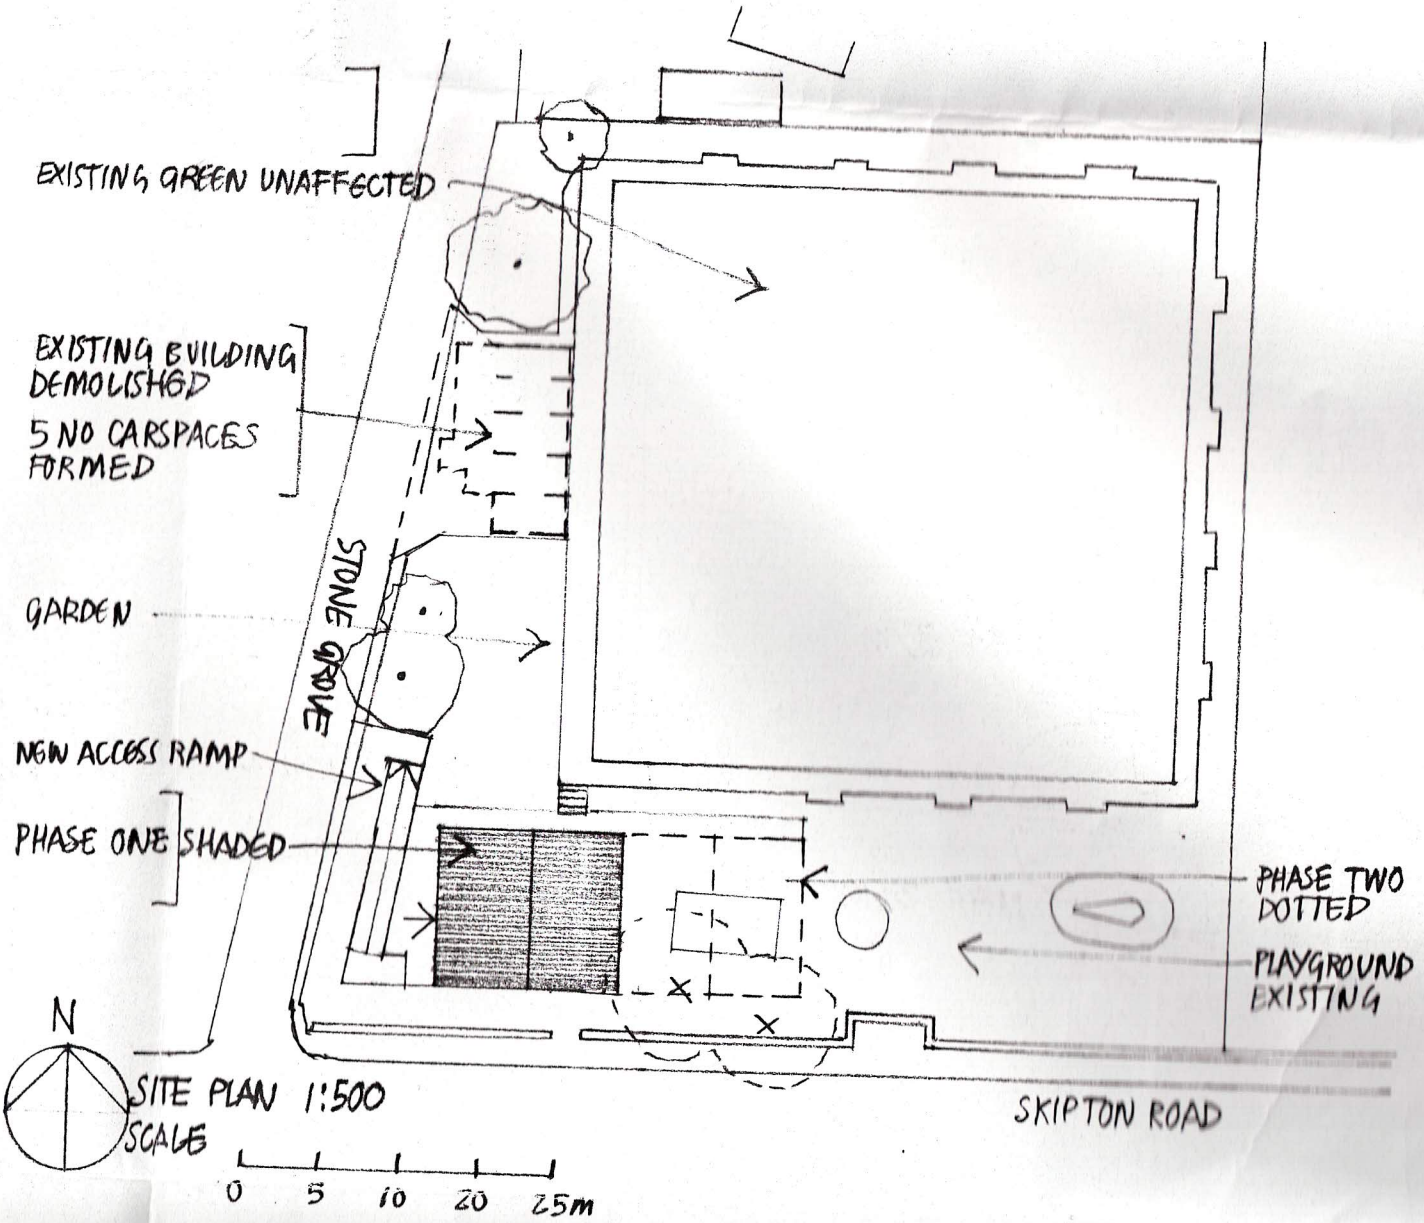 EXISTING GREEN UNAFFECTED
EXISTING BUILDING
DEMOLISHED
5 NO CARSPACES
FORMED
STONE GROVE
GARDEN
NEW ACCESS RAMP
PHASE ONE SHADED
PHASE TWO
DOTTED
PLAYGROUND
EXISTING
N
SITE PLAN 1:500
SCALE
0 5 10 20 25m
SKIPTON ROAD